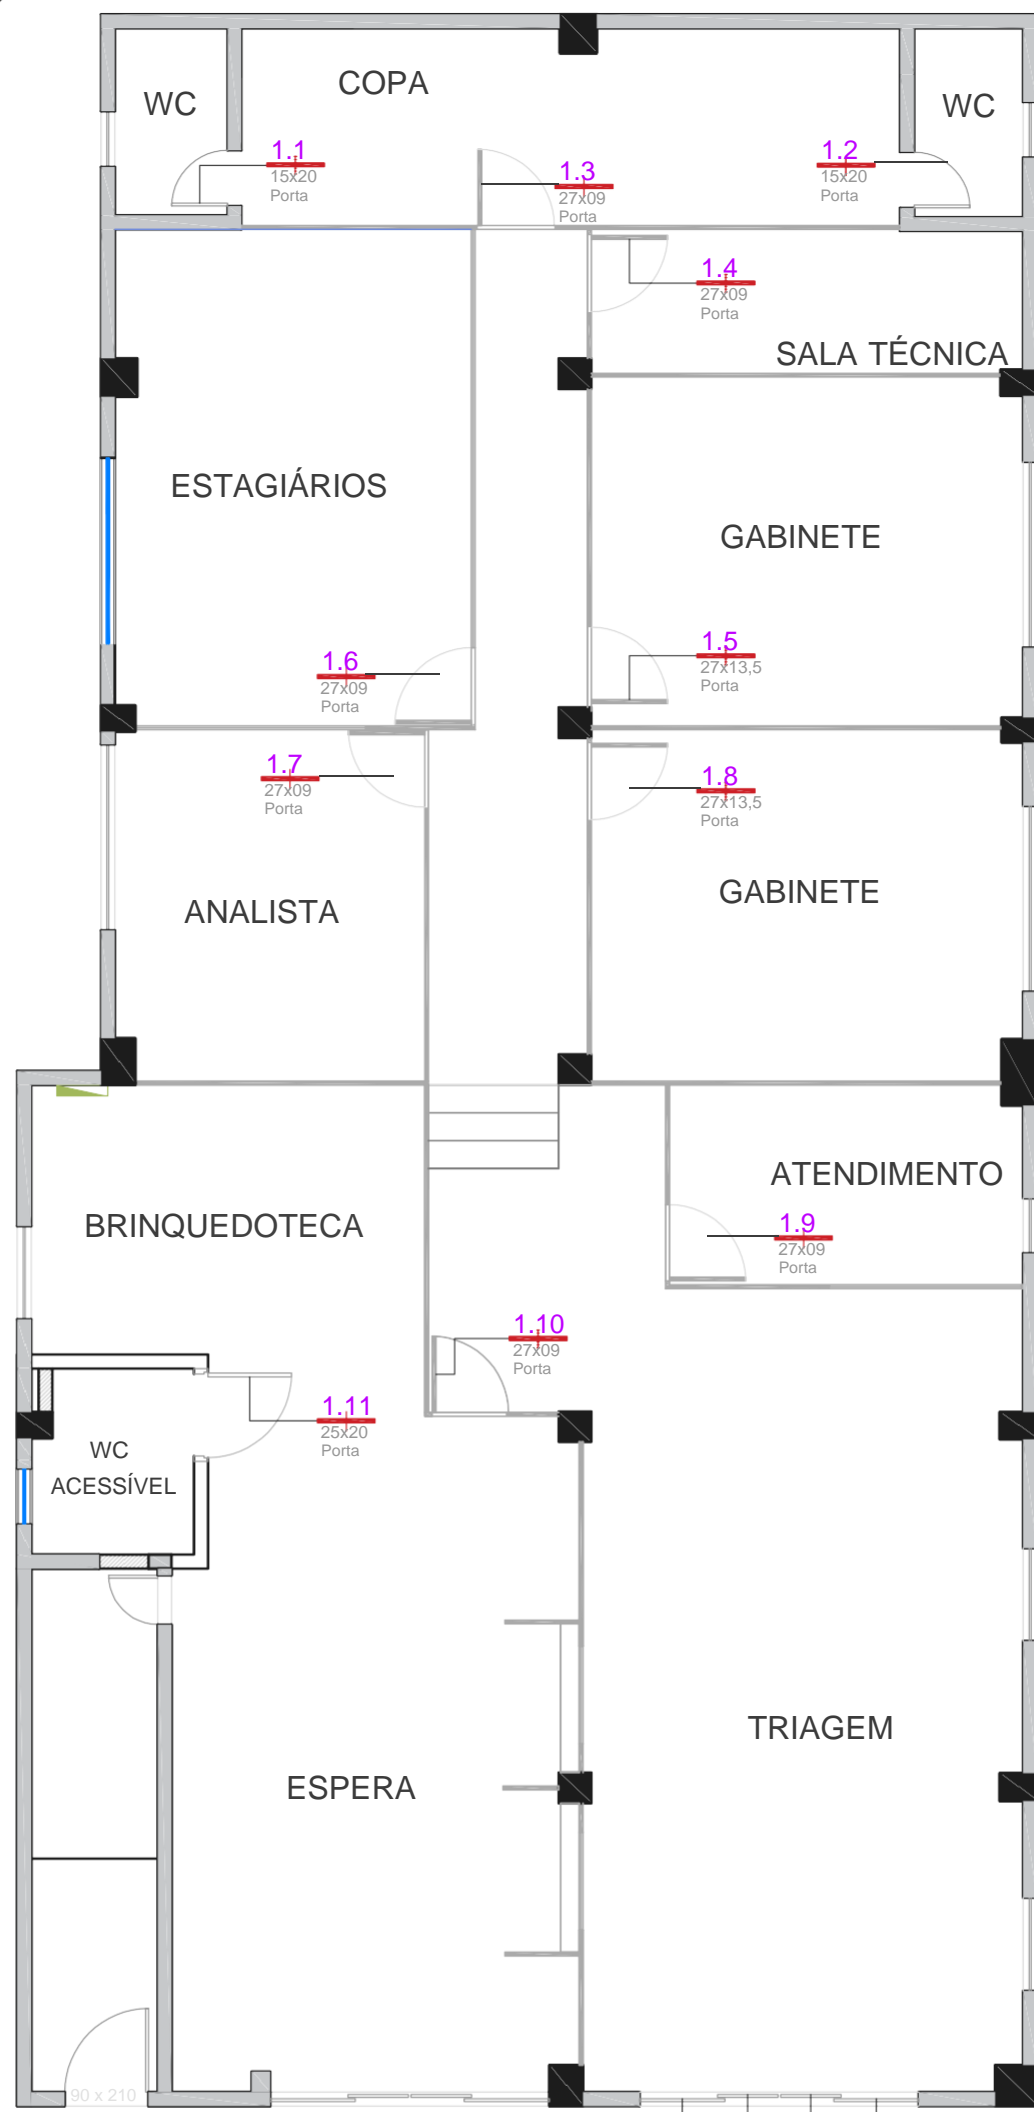 WC
COPA
WC
1.1
15x20
Porta
1.3
27x09
Porta
1.2
15x20
Porta
1.4
27x09
Porta
SALA TÉCNICA
ESTAGIÁRIOS
GABINETE
1.5
27x13,5
Porta
1.6
27x09
Porta
1.7
27x09
Porta
1.8
27x13,5
Porta
ANALISTA
GABINETE
ATENDIMENTO
BRINQUEDOTECA
1.9
27x09
Porta
1.10
27x09
Porta
1.11
25x20
Porta
WC
ACESSÍVEL
TRIAGEM
ESPERA
90 x 210